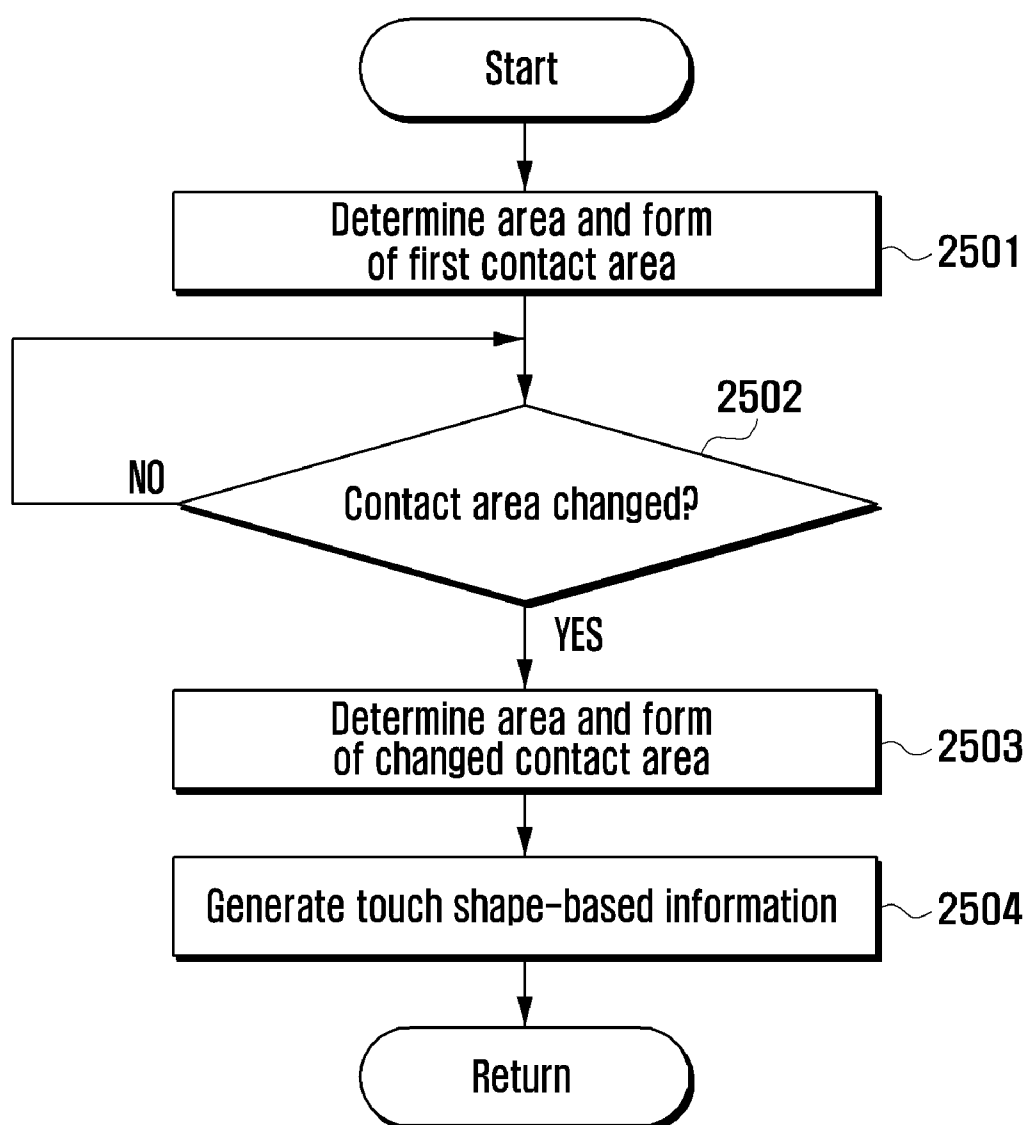 Start
Determine area and form
of first contact area
2501
2502
NO
Contact area changed?
YES
Determine area and form
of changed contact area
2503
Generate touch shape-based information
2504
Return